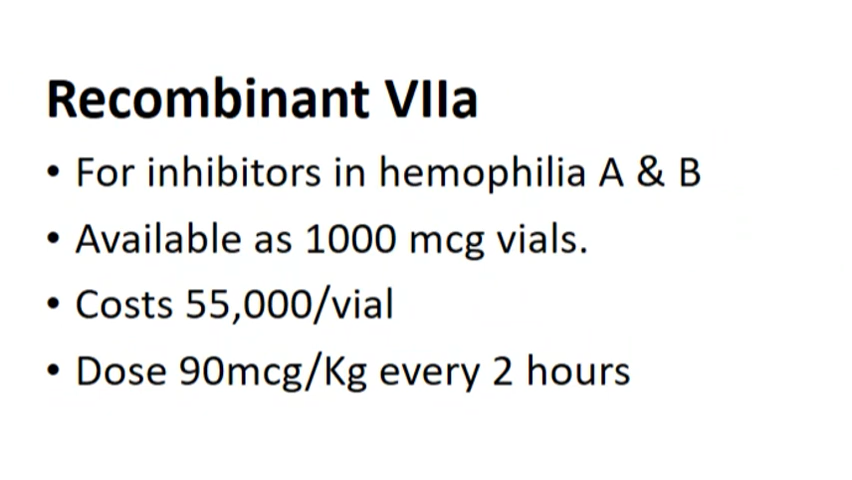 Recombinant VIIa
• For inhibitors in hemophilia A & B
• Available as 1000 mcg vials.
• Costs 55,000/vial
• Dose 90mcg/Kg every 2 hours